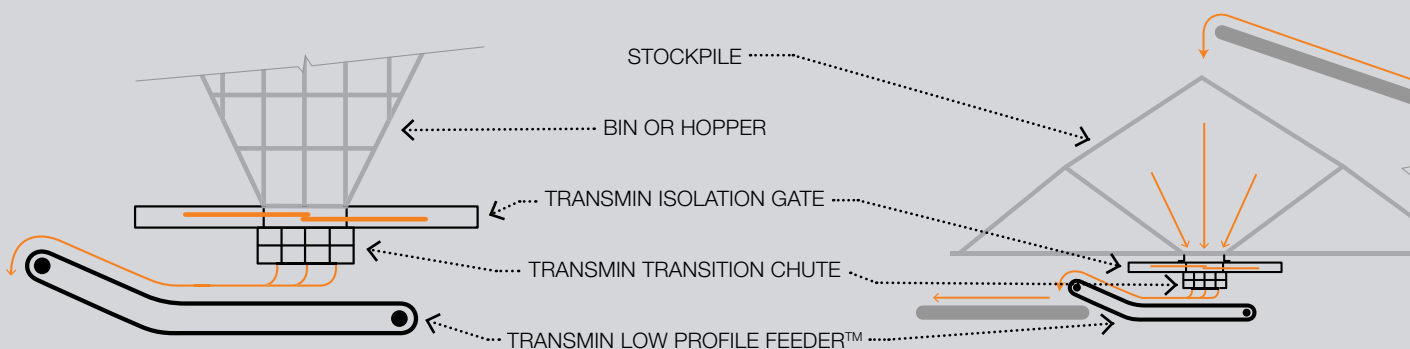 STOCKPILE
BIN OR HOPPER
TRANSMIN ISOLATION GATE
TRANSMIN TRANSITION CHUTE
TRANSMIN LOW PROFILE FEEDER™